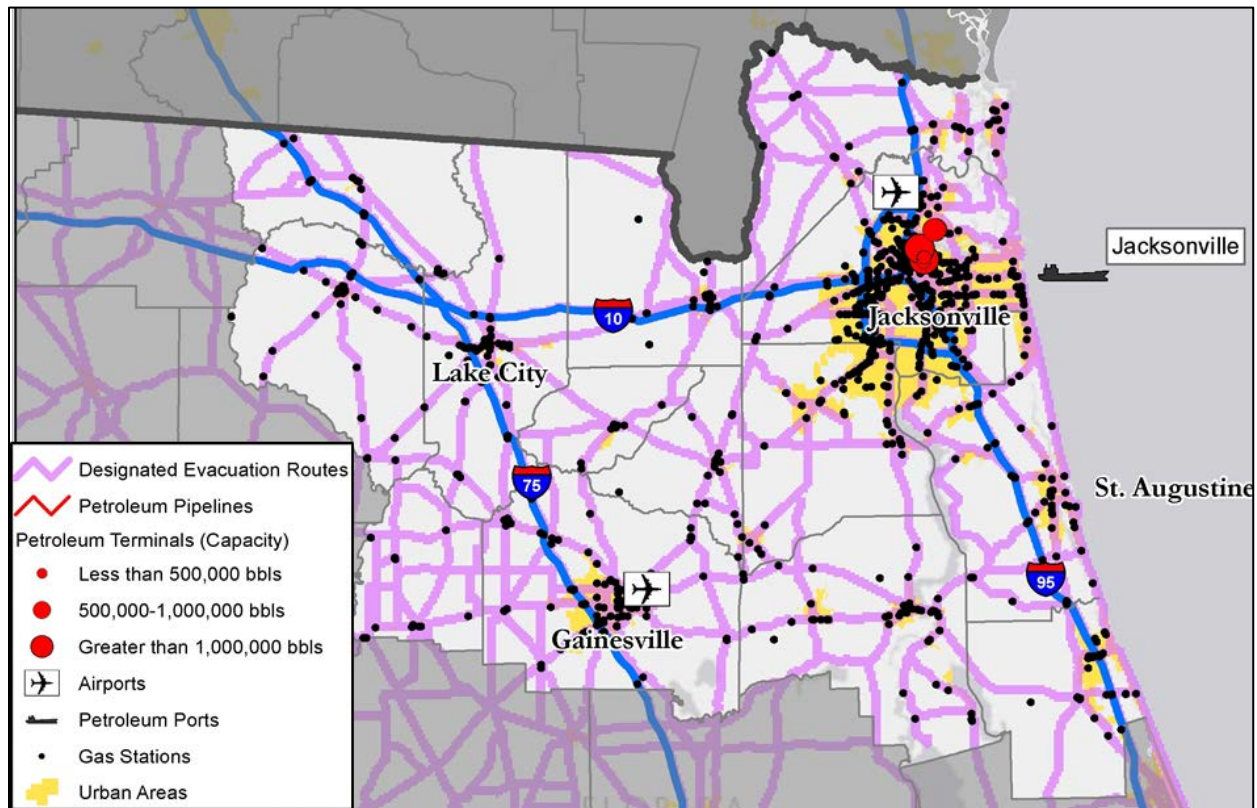 Jacksonville
10
Jacksonville
Lake City
75
St. Augustine
95
Gainesville
Designated Evacuation Routes
Petroleum Pipelines
Petroleum Terminals (Capacity)
Less than 500,000 bbls
500,000-1,000,000 bbls
Greater than 1,000,000 bbls
Airports
Petroleum Ports
Gas Stations
Urban Areas